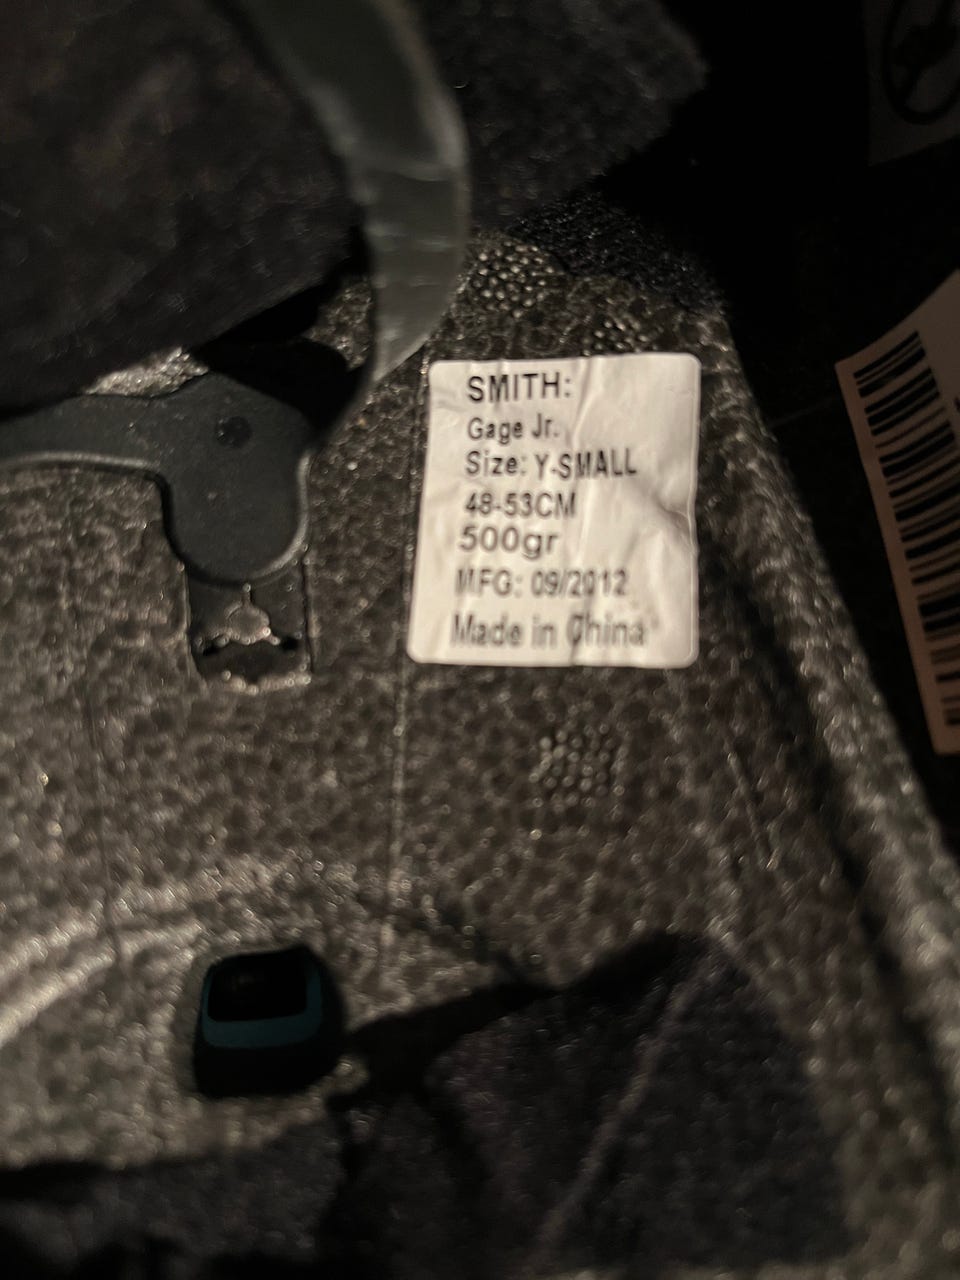 SMITH:
Gage Jr.
Size: Y-SMALL
48-53CM
500gr
MFG: 09/2012
Made in China